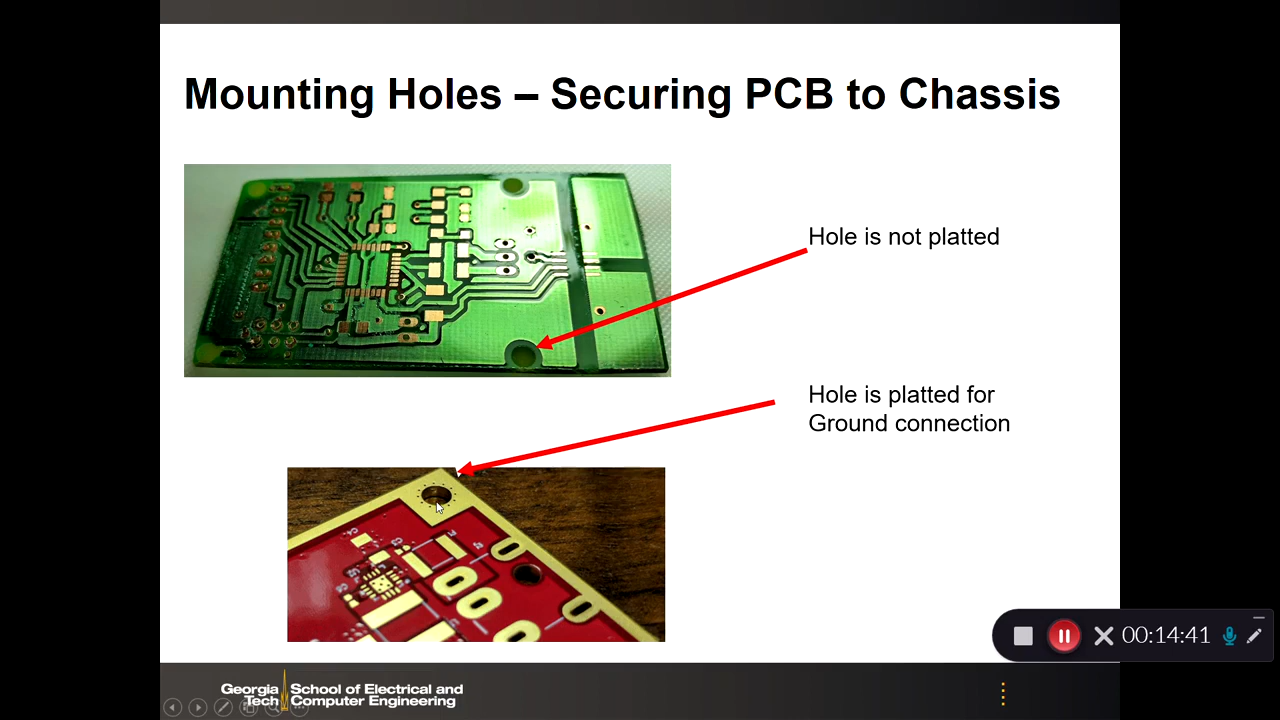 Mounting Holes – Securing PCB to Chassis
Hole is not platted
Hole is platted for
Ground connection
00:14:41
Georgia School of Electrical and
Tech Computer Engineering